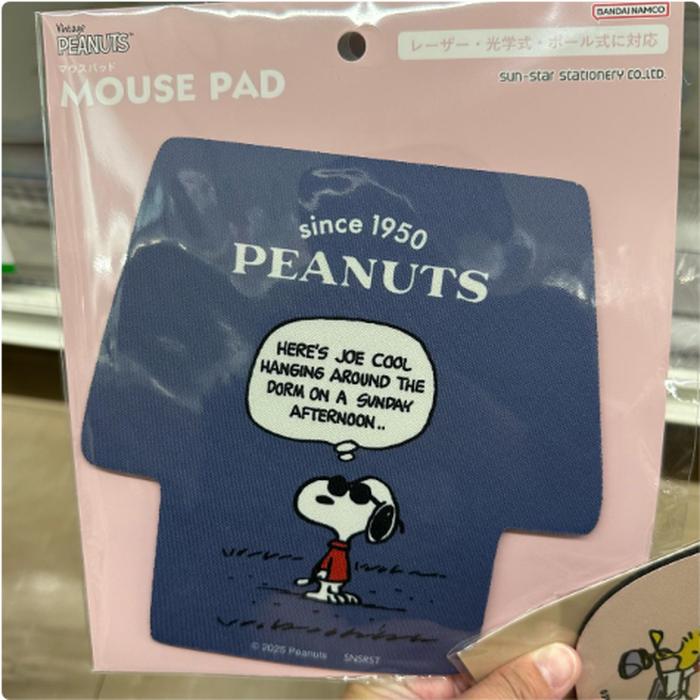 Vintage
PEANUTS
マウスパッド
MOUSE PAD
BANDAI NAMCO
レーザー・光学式・ボール式に対応
sun-star stationery co.,ltd.
since 1950
PEANUTS
HERE'S JOE COOL
HANGING AROUND THE
DORM ON A SUNDAY
AFTERNOON..
© 2025 Peanuts SNSRST